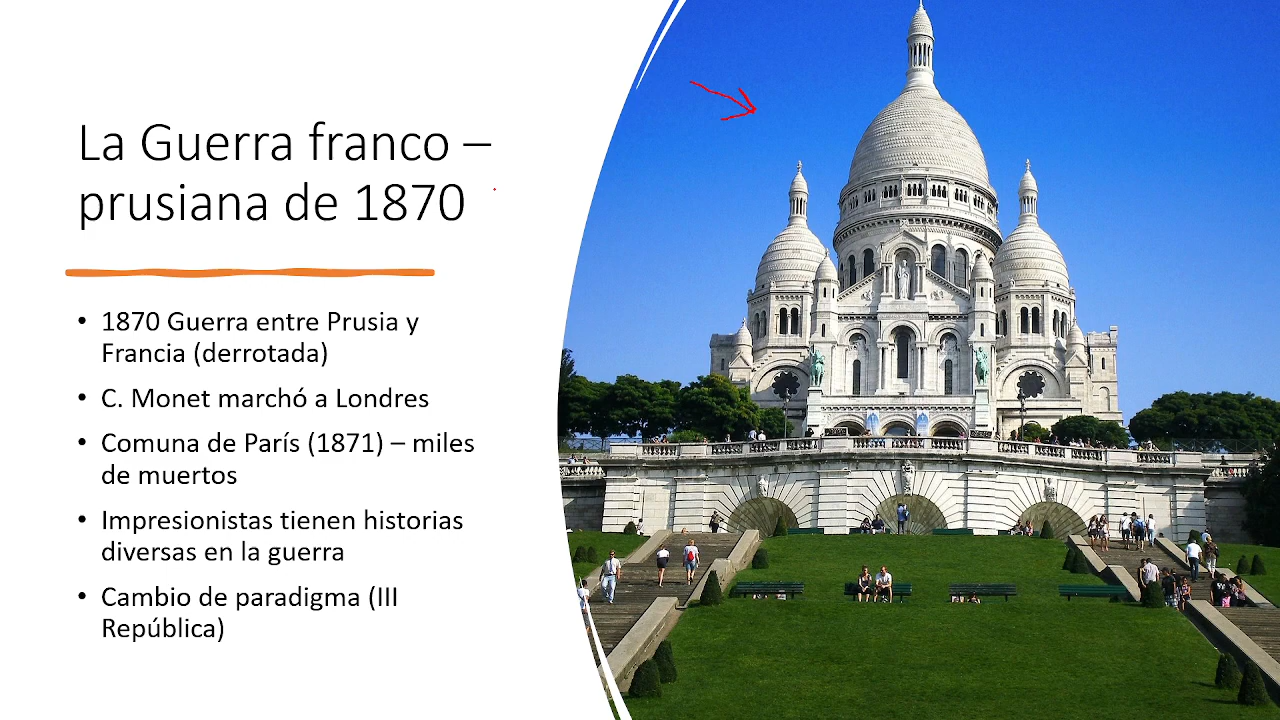 La Guerra franco –
prusiana de 1870
• 1870 Guerra entre Prusia y
Francia (derrotada)
• C. Monet marchó a Londres
• Comuna de París (1871) – miles
de muertos
• Impresionistas tienen historias
diversas en la guerra
• Cambio de paradigma (III
República)